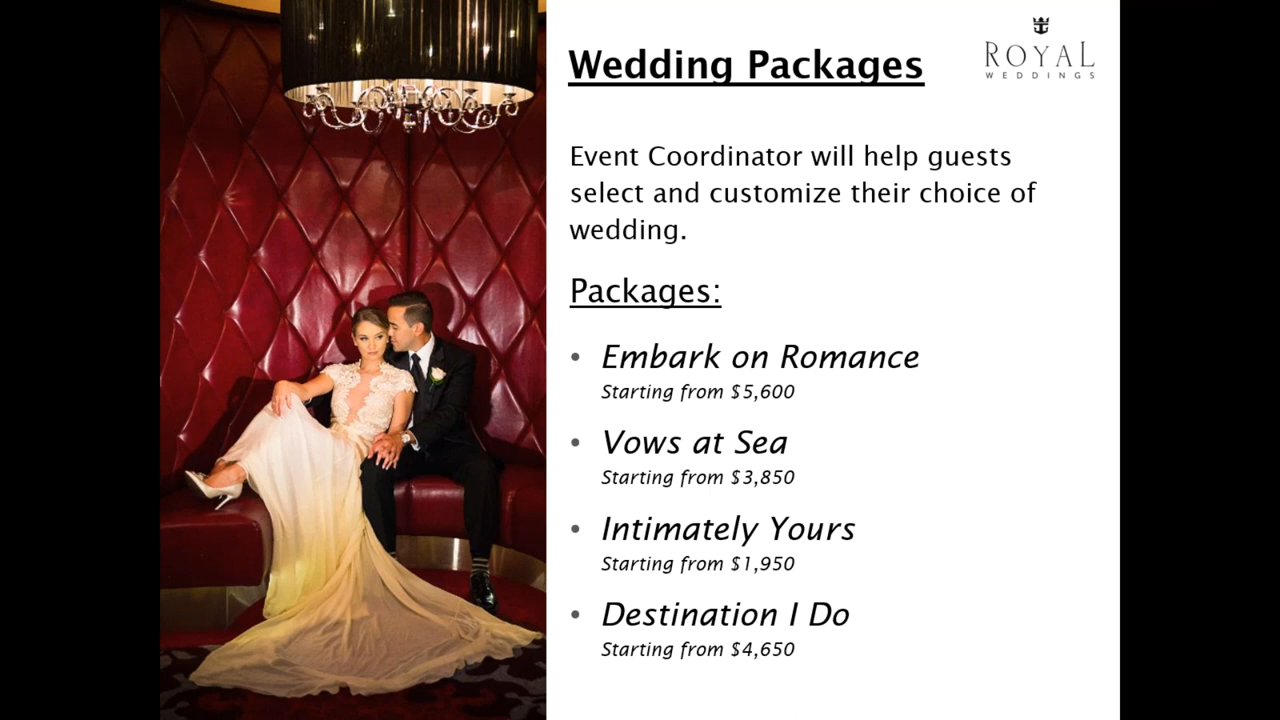 Wedding Packages
ROYAL
WEDDINGS
Event Coordinator will help guests
select and customize their choice of
wedding.
Packages:
• Embark on Romance
Starting from $5,600
• Vows at Sea
Starting from $3,850
• Intimately Yours
Starting from $1,950
• Destination I Do
Starting from $4,650